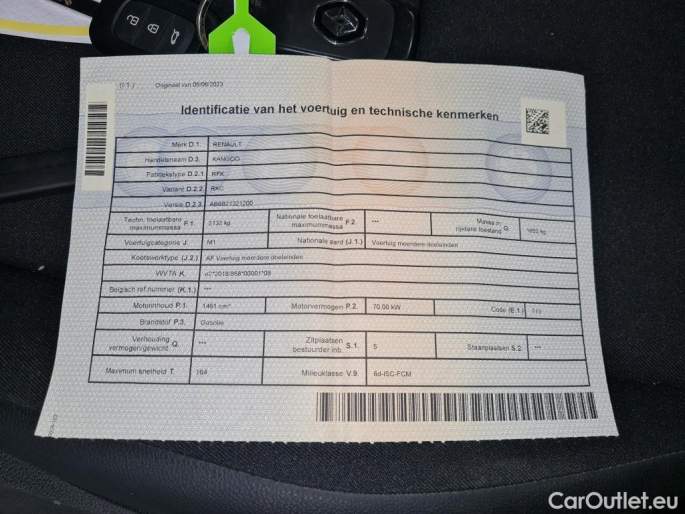 (I.1.) Origineel van 05/06/2023
Identificatie van het voertuig en technische kenmerken
Merk D.1. RENAULT
Handelsnaam D.3. KANGOO
Fabriekstype D.2.1 RFK
Variant D.2.2 RKC
Versie D.2.3
Techn. toelaatbare maximummassa F.1. kg Nationale toelaatbare maximummassa F.2. --- Massa in rijklare toestand G. kg
Voertuigcategorie J. M1 Nationale aard (J.1.) Voertuig meerdere doeleinden
Koetswerktype (J.2.) AF Voertuig meerdere doeleinden
WVTA K.
Belgisch ref.nummer (K.1.) ---
Motorinhoud P.1. 1461 cm³ Motorvermogen P.2. 70.00 kW Code (E.1.)
Brandstof P.3. Gasolie
Verhouding vermogen/gewicht Q. --- Zitplaatsen bestuurder inb. S.1. 5 Staanplaatsen S.2. ---
Maximum snelheid T. 164 Milieuklasse V.9. 6d-ISC-FCM
CarOutlet.eu